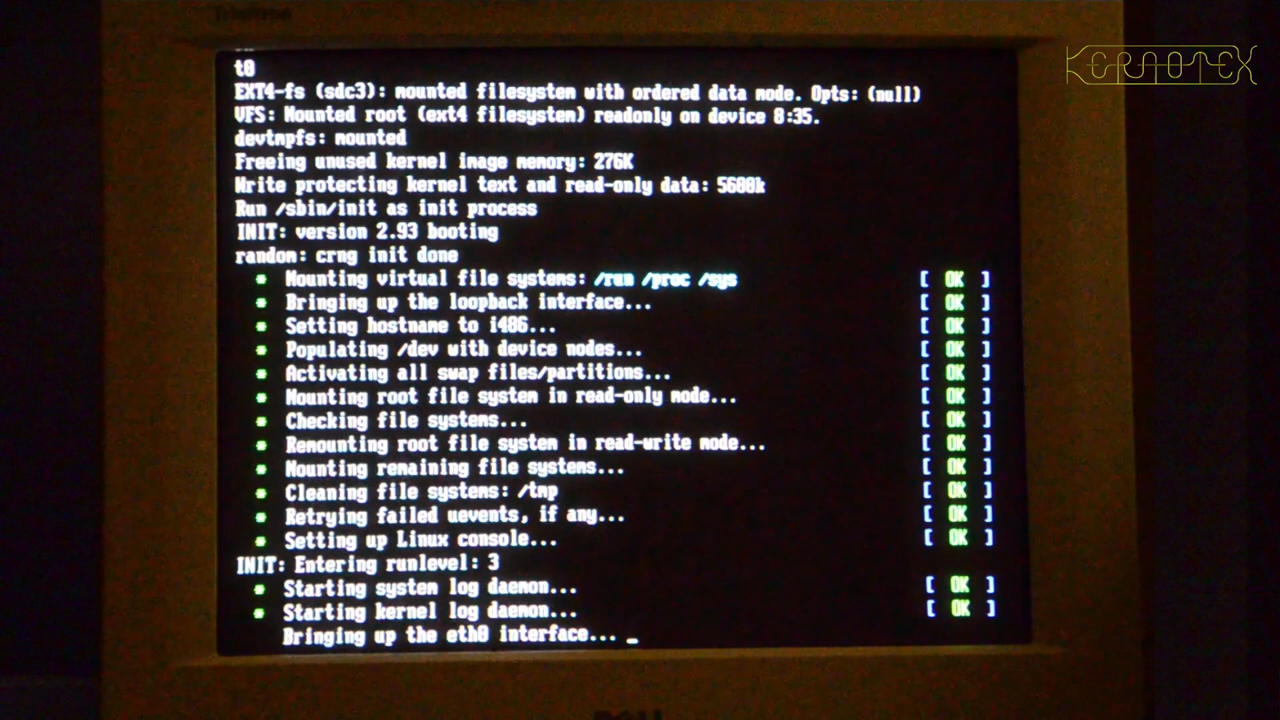 Trinitron
KERNOTEX
t0
EXT4-fs (sdc3): mounted filesystem with ordered data mode. Opts: (null)
VFS: Mounted root (ext4 filesystem) readonly on device 8:35.
devtmpfs: mounted
Freeing unused kernel image memory: 276K
Write protecting kernel text and read-only data: 5600k
Run /sbin/init as init process
INIT: version 2.93 booting
random: crng init done
* Mounting virtual file systems: /run /proc /sys [ OK ]
* Bringing up the loopback interface... [ OK ]
* Setting hostname to i486... [ OK ]
* Populating /dev with device nodes... [ OK ]
* Activating all swap files/partitions... [ OK ]
* Mounting root file system in read-only mode... [ OK ]
* Checking file systems... [ OK ]
* Remounting root file system in read-write mode... [ OK ]
* Mounting remaining file systems... [ OK ]
* Cleaning file systems: /tmp [ OK ]
* Retrying failed uevents, if any... [ OK ]
* Setting up Linux console... [ OK ]
INIT: Entering runlevel: 3
* Starting system log daemon... [ OK ]
* Starting kernel log daemon... [ OK ]
Bringing up the eth0 interface... _